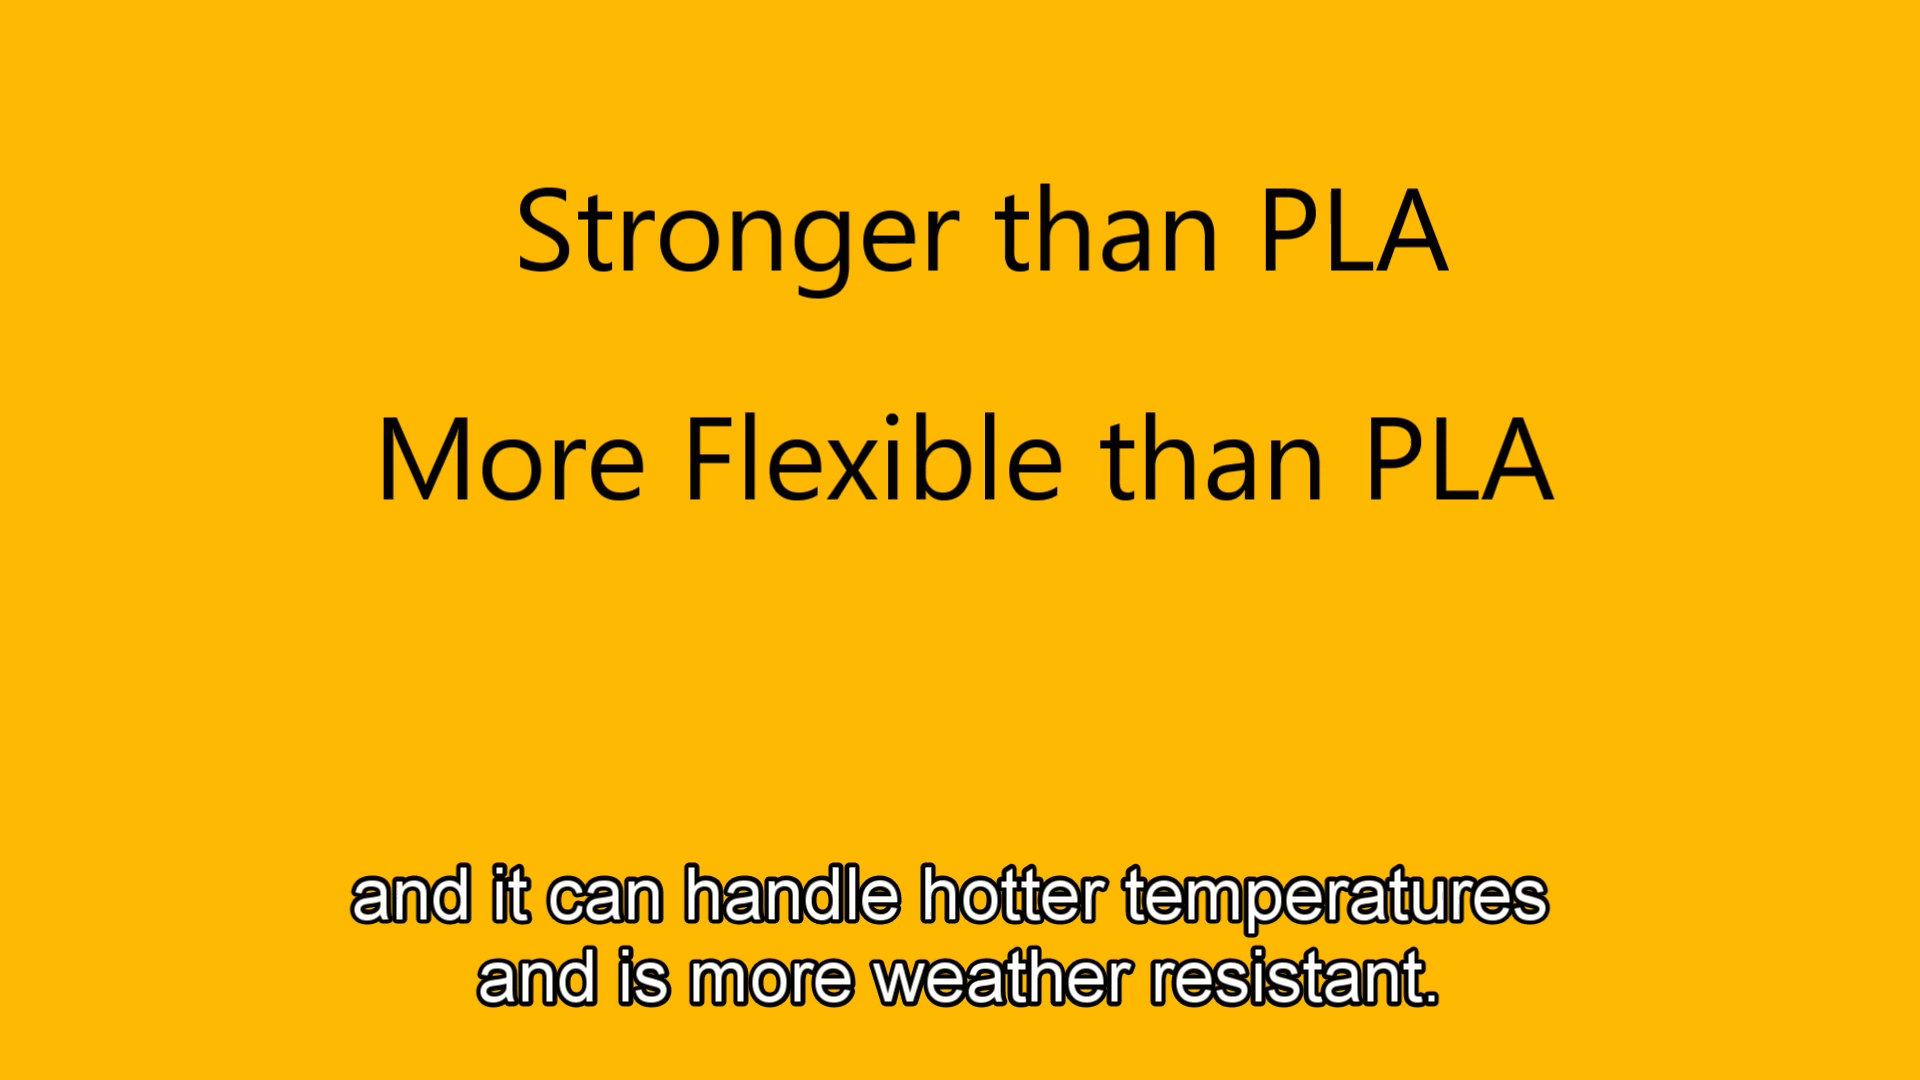 Stronger than PLA
More Flexible than PLA
and it can handle hotter temperatures
and is more weather resistant.